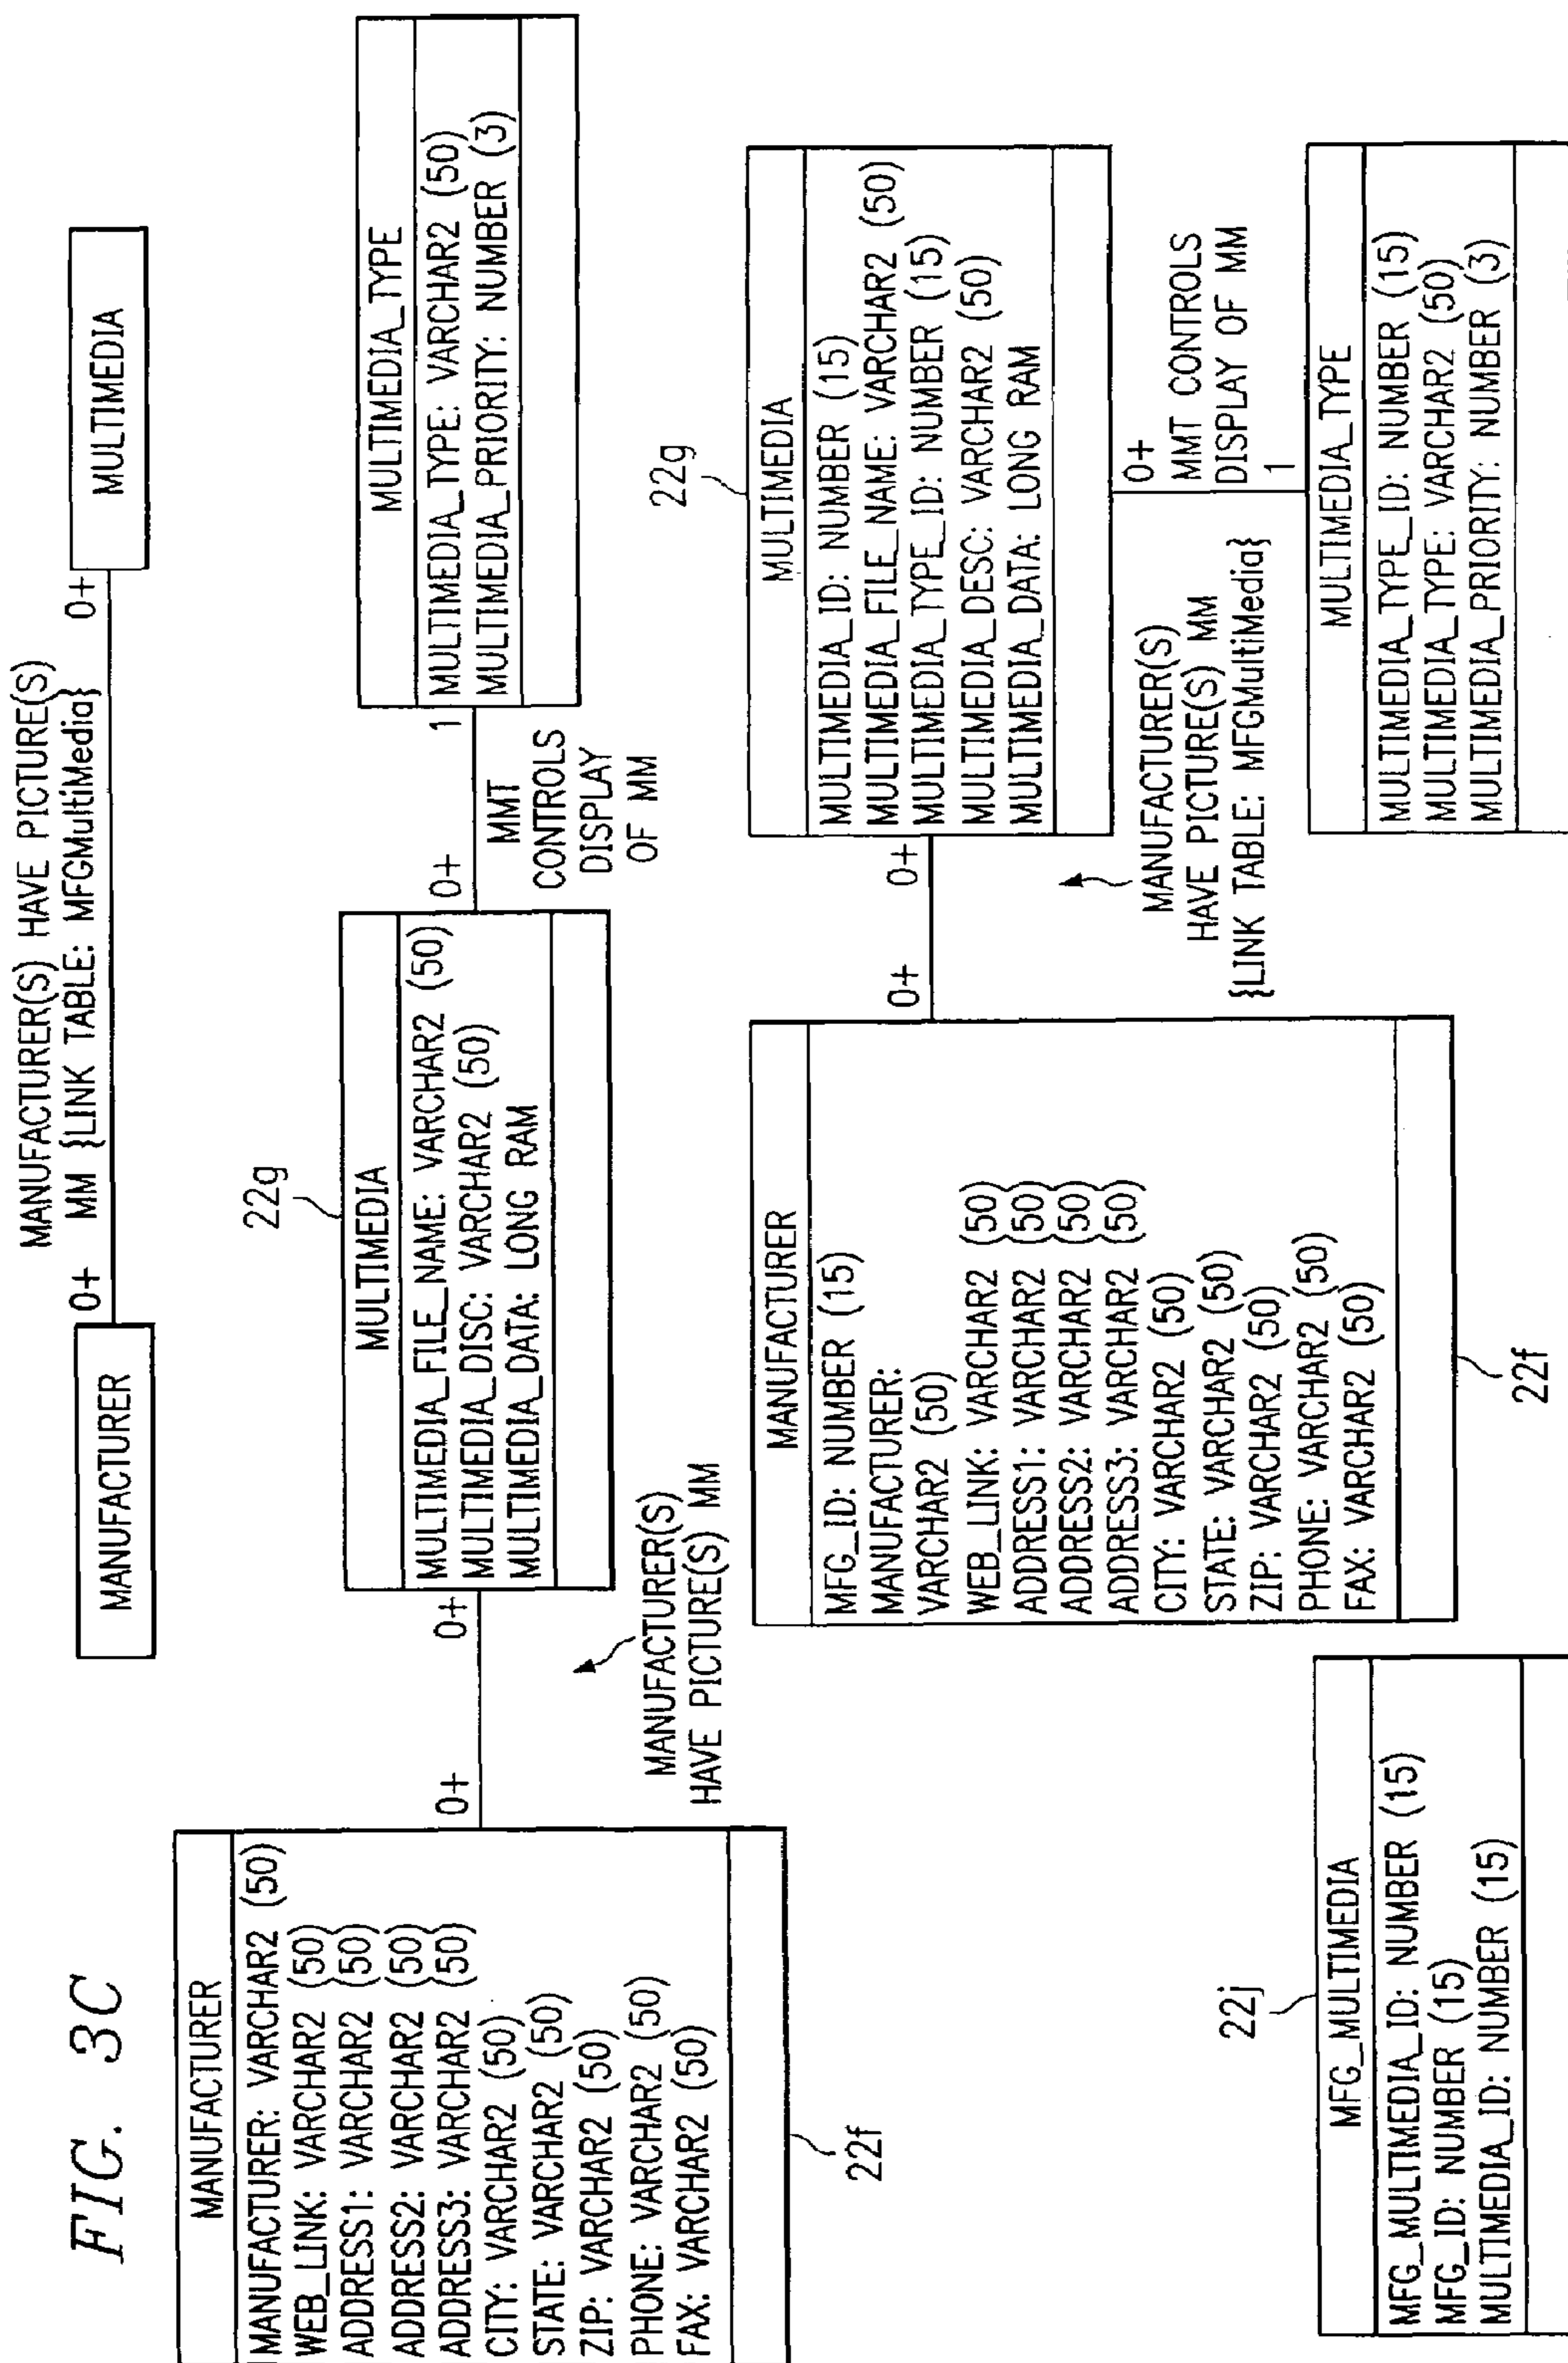 FIG. 3C
MANUFACTURER(S) HAVE PICTURE(S)
MM {LINK TABLE: MFGMultiMedia}
MANUFACTURER
0+
0+
MULTIMEDIA
MANUFACTURER
MANUFACTURER: VARCHAR2 (50)
WEB_LINK: VARCHAR2 (50)
ADDRESS1: VARCHAR2 (50)
ADDRESS2: VARCHAR2 (50)
ADDRESS3: VARCHAR2 (50)
CITY: VARCHAR2 (50)
STATE: VARCHAR2 (50)
ZIP: VARCHAR2 (50)
PHONE: VARCHAR2 (50)
FAX: VARCHAR2 (50)
22f
0+
0+
MANUFACTURER(S)
HAVE PICTURE(S) MM
22g
MULTIMEDIA
MULTIMEDIA_FILE_NAME: VARCHAR2 (50)
MULTIMEDIA_DISC: VARCHAR2 (50)
MULTIMEDIA_DATA: LONG RAM
0+
1
MMT
CONTROLS
DISPLAY
OF MM
MULTIMEDIA_TYPE
MULTIMEDIA_TYPE: VARCHAR2 (50)
MULTIMEDIA_PRIORITY: NUMBER (3)
MANUFACTURER
MFG_ID: NUMBER (15)
MANUFACTURER:
VARCHAR2 (50)
WEB_LINK: VARCHAR2 (50)
ADDRESS1: VARCHAR2 (50)
ADDRESS2: VARCHAR2 (50)
ADDRESS3: VARCHAR2 (50)
CITY: VARCHAR2 (50)
STATE: VARCHAR2 (50)
ZIP: VARCHAR2 (50)
PHONE: VARCHAR2 (50)
FAX: VARCHAR2 (50)
22f
0+
0+
MANUFACTURER(S)
HAVE PICTURE(S) MM
{LINK TABLE: MFGMultiMedia}
22g
MULTIMEDIA
MULTIMEDIA_ID: NUMBER (15)
MULTIMEDIA_FILE_NAME: VARCHAR2 (50)
MULTIMEDIA_TYPE_ID: NUMBER (15)
MULTIMEDIA_DESC: VARCHAR2 (50)
MULTIMEDIA_DATA: LONG RAM
0+
MMT CONTROLS
DISPLAY OF MM
1
22j
MFG_MULTIMEDIA
MFG_MULTIMEDIA_ID: NUMBER (15)
MFG_ID: NUMBER (15)
MULTIMEDIA_ID: NUMBER (15)
MULTIMEDIA_TYPE
MULTIMEDIA_TYPE_ID: NUMBER (15)
MULTIMEDIA_TYPE: VARCHAR2 (50)
MULTIMEDIA_PRIORITY: NUMBER (3)